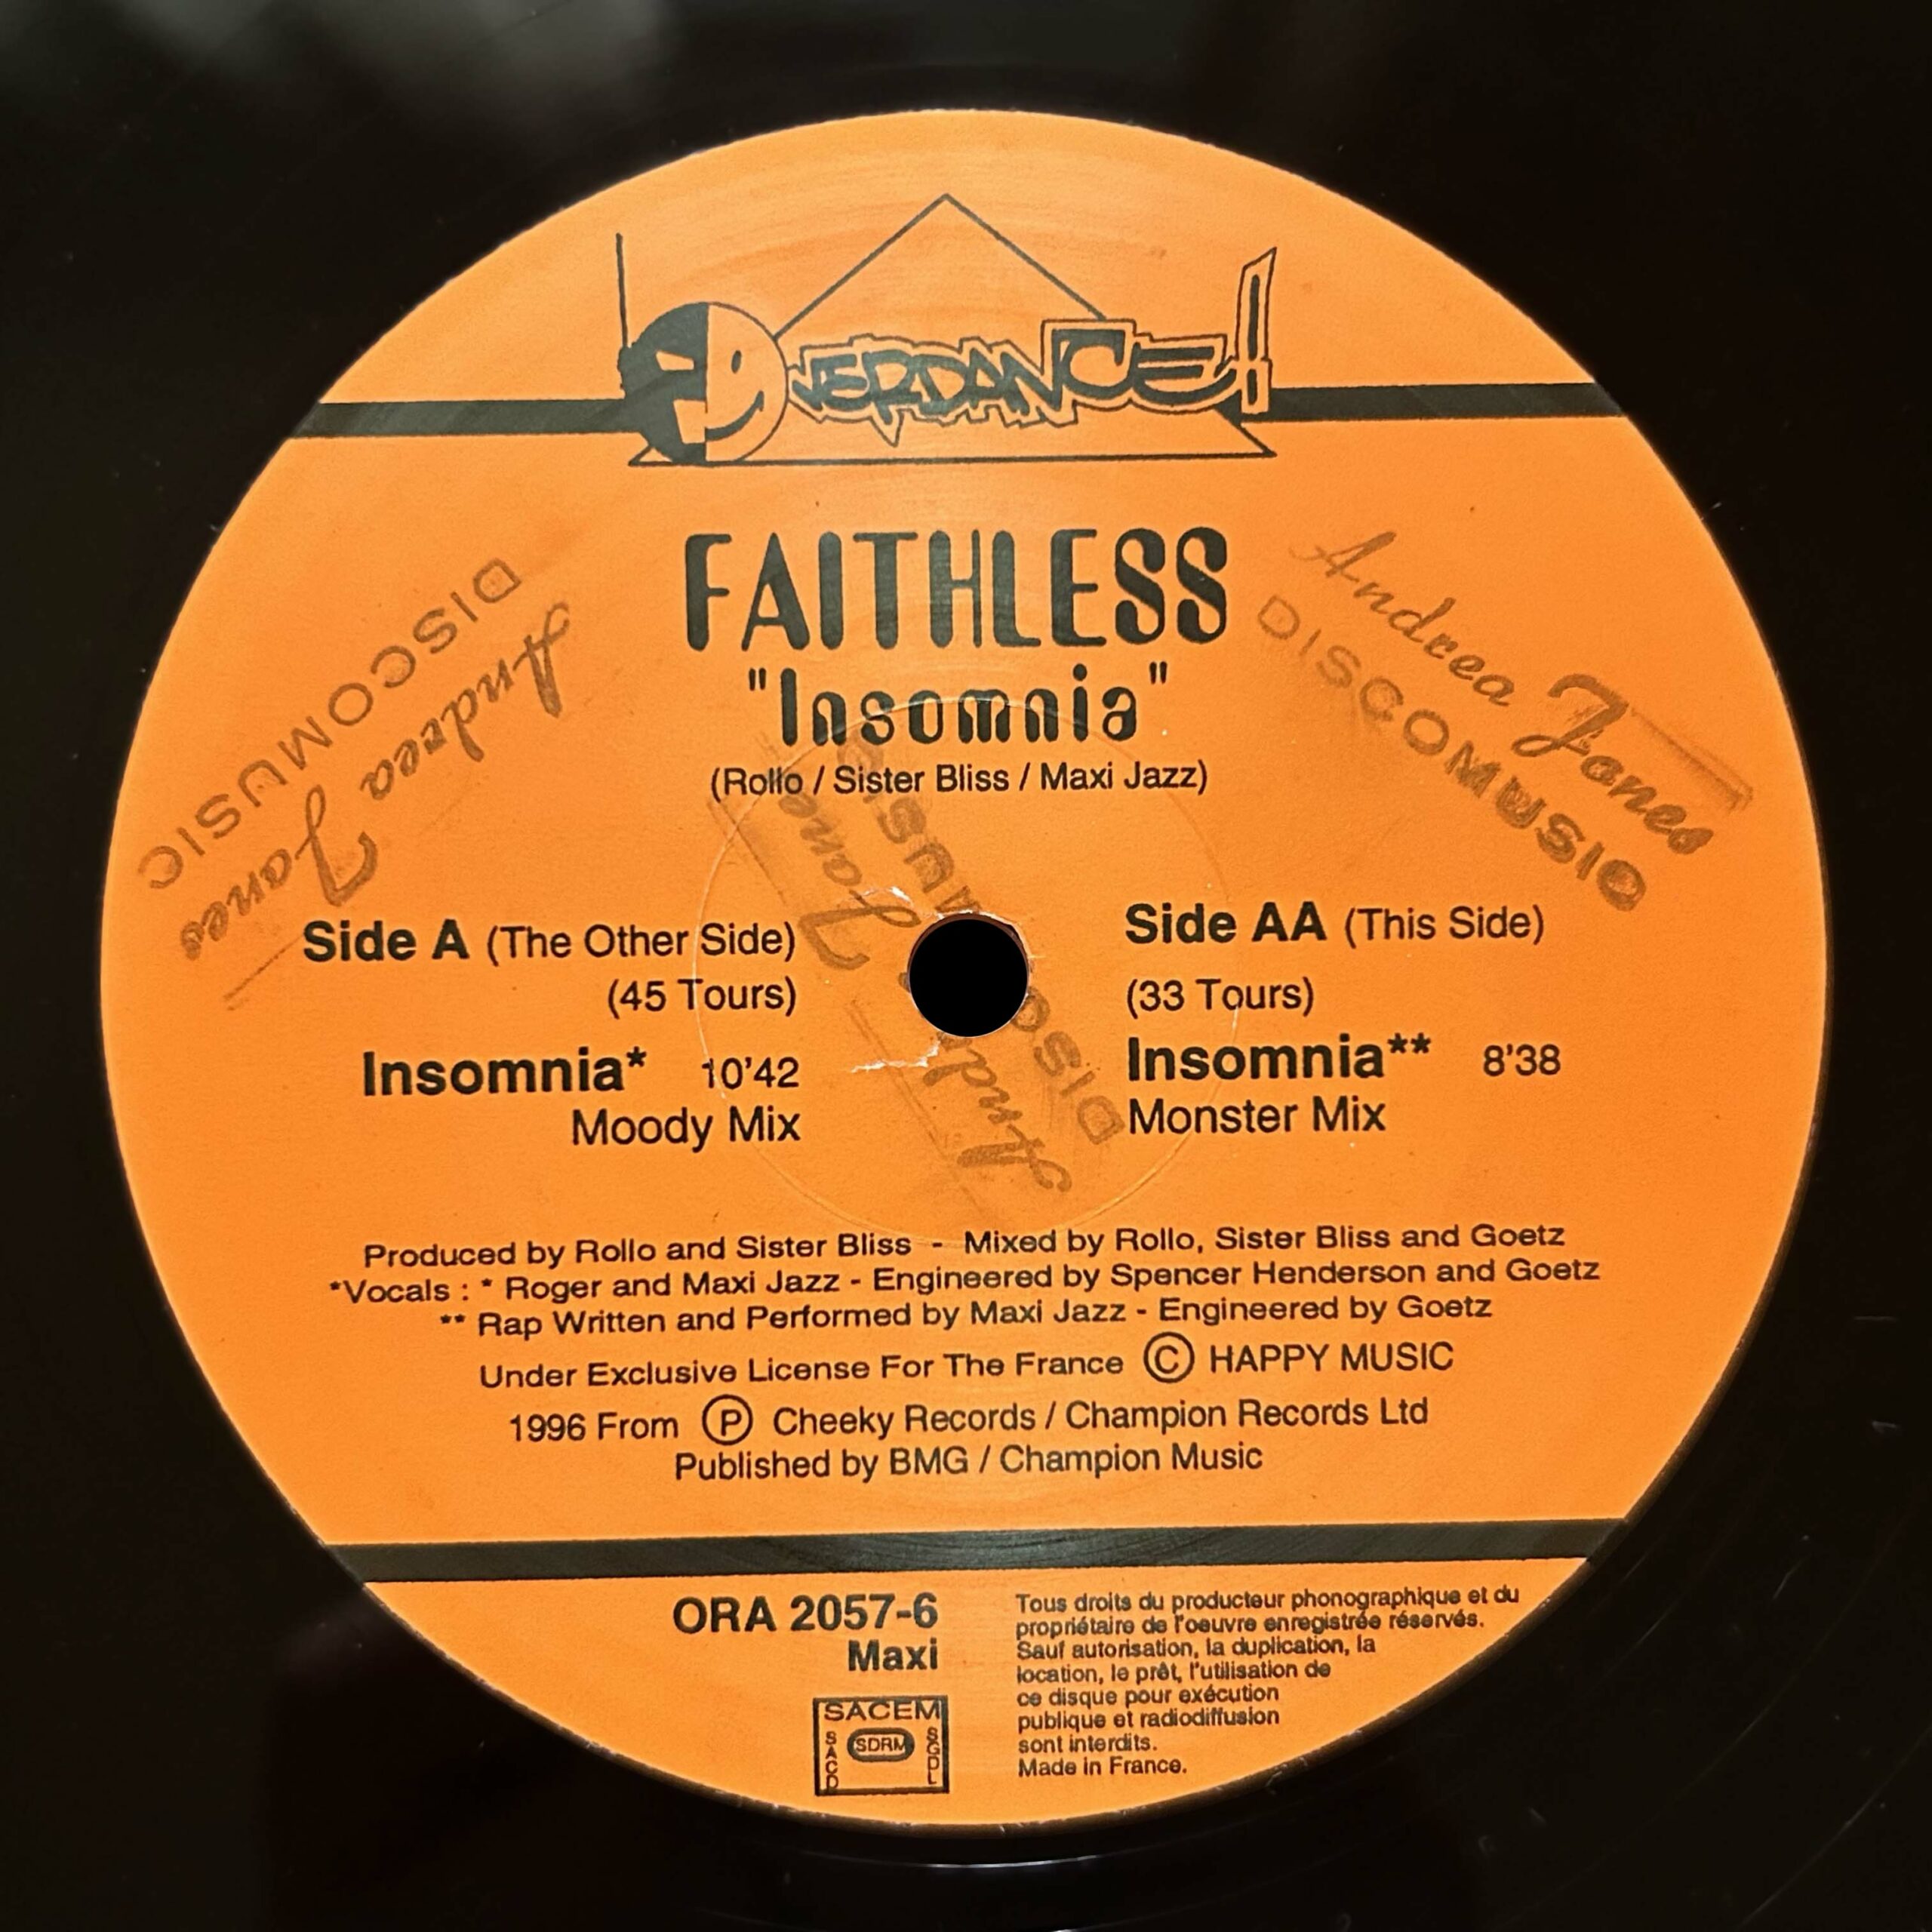 OVERDANCE!
FAITHLESS
"Insomnia"
(Rollo / Sister Bliss / Maxi Jazz)
DISCOMUSIC
Andrea Jones
Andrea Jones
DISCOMUSIC
Andrea Jones
DISCOMUSIC
Side A (The Other Side)
(45 Tours)
Insomnia* 10'42
Moody Mix
Side AA (This Side)
(33 Tours)
Insomnia** 8'38
Monster Mix
Produced by Rollo and Sister Bliss - Mixed by Rollo, Sister Bliss and Goetz
*Vocals : * Roger and Maxi Jazz - Engineered by Spencer Henderson and Goetz
** Rap Written and Performed by Maxi Jazz - Engineered by Goetz
Under Exclusive License For The France © HAPPY MUSIC
1996 From ℗ Cheeky Records / Champion Records Ltd
Published by BMG / Champion Music
ORA 2057-6
Maxi
SACEM
SACD
SDRM
SGDL
Tous droits du producteur phonographique et du
propriétaire de l'oeuvre enregistrée réservés.
Sauf autorisation, la duplication, la
location, le prêt, l'utilisation de
ce disque pour exécution
publique et radiodiffusion
sont interdits.
Made in France.